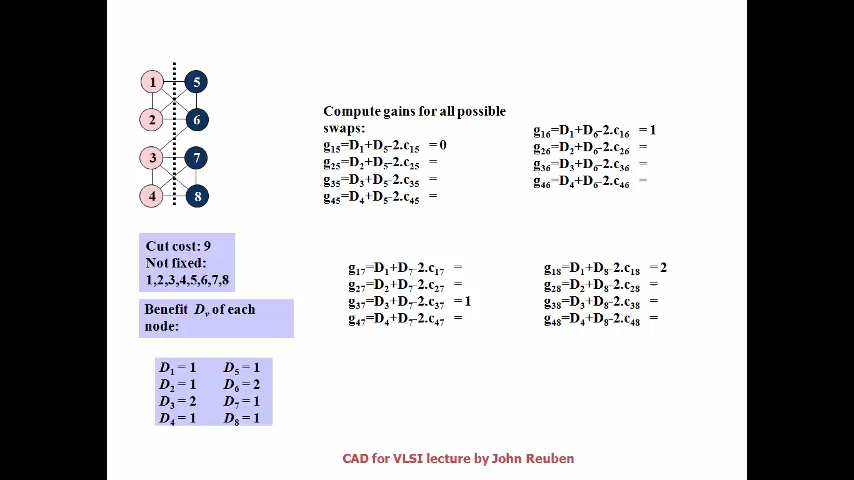 1 5
2 6
3 7
4 8
Cut cost: 9
Not fixed:
1,2,3,4,5,6,7,8
Benefit Dv of each
node:
D1 = 1 D5 = 1
D2 = 1 D6 = 2
D3 = 2 D7 = 1
D4 = 1 D8 = 1
Compute gains for all possible
swaps:
g15=D1+D5-2.c15 = 0
g25=D2+D5-2.c25 =
g35=D3+D5-2.c35 =
g45=D4+D5-2.c45 =
g16=D1+D6-2.c16 = 1
g26=D2+D6-2.c26 =
g36=D3+D6-2.c36 =
g46=D4+D6-2.c46 =
g17=D1+D7-2.c17 =
g27=D2+D7-2.c27 =
g37=D3+D7-2.c37 = 1
g47=D4+D7-2.c47 =
g18=D1+D8-2.c18 = 2
g28=D2+D8-2.c28 =
g38=D3+D8-2.c38 =
g48=D4+D8-2.c48 =
CAD for VLSI lecture by John Reuben